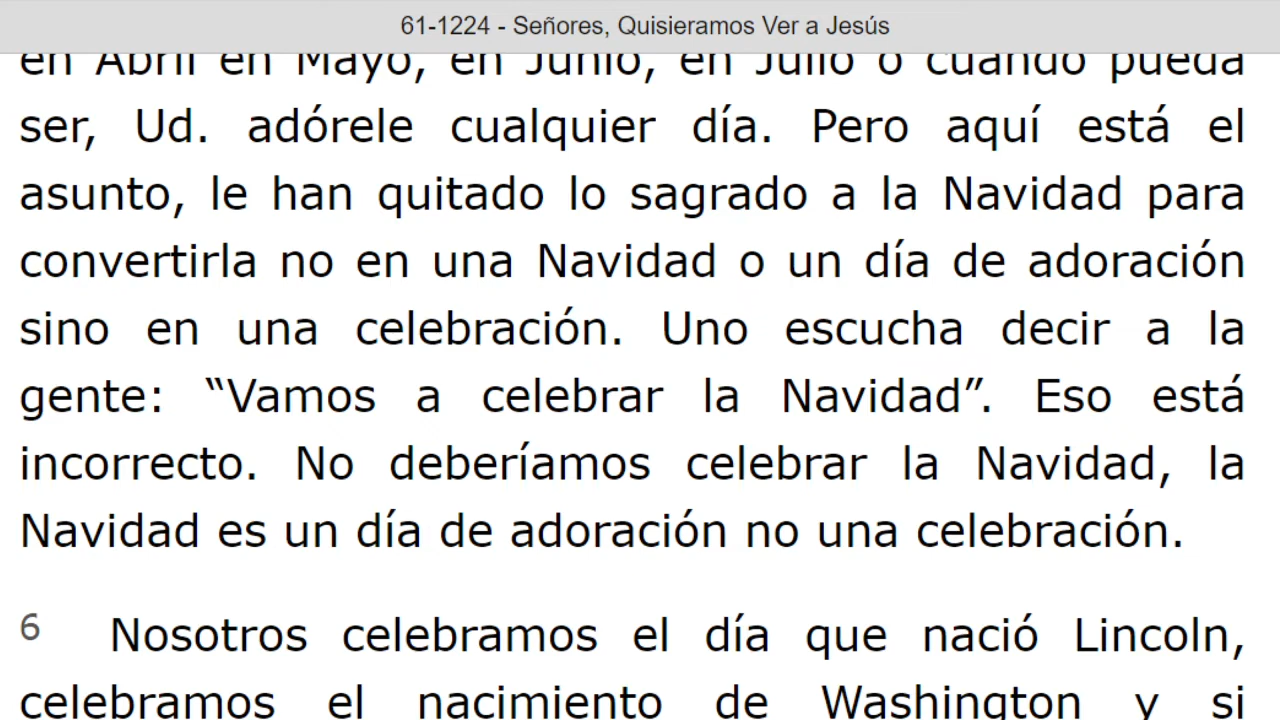 61-1224 - Señores, Quisieramos Ver a Jesús
en Abril en Mayo, en Junio, en Julio o cuando pueda
ser, Ud. adórele cualquier día. Pero aquí está el
asunto, le han quitado lo sagrado a la Navidad para
convertirla no en una Navidad o un día de adoración
sino en una celebración. Uno escucha decir a la
gente: “Vamos a celebrar la Navidad”. Eso está
incorrecto. No deberíamos celebrar la Navidad, la
Navidad es un día de adoración no una celebración.
6 Nosotros celebramos el día que nació Lincoln,
celebramos el nacimiento de Washington y si